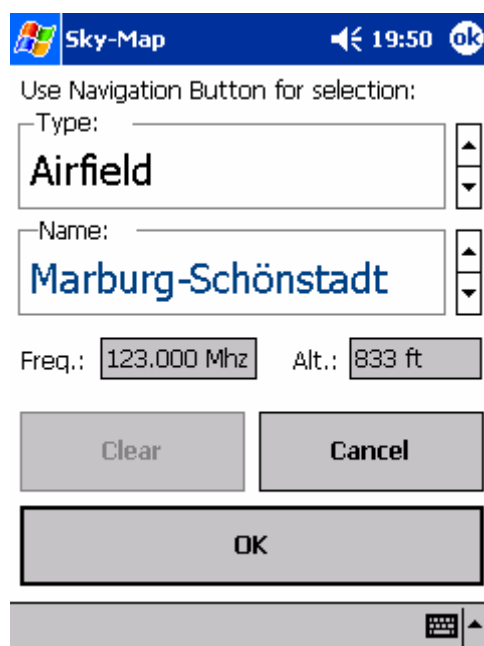 Sky-Map 19:50 ok
Use Navigation Button for selection:
Type:
Airfield
Name:
Marburg-Schönstadt
Freq.: 123.000 Mhz Alt.: 833 ft
Clear Cancel
OK